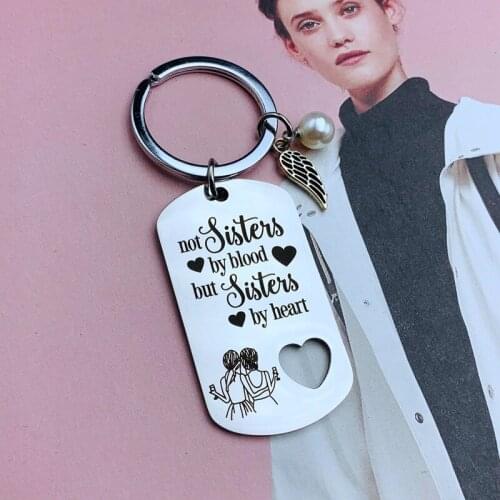 not Sisters
by blood
but Sisters
by heart